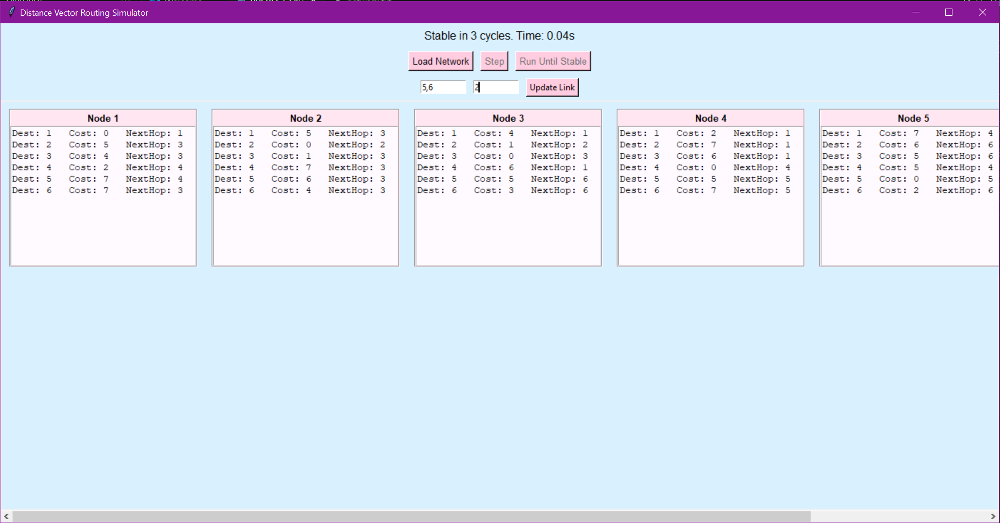 Distance Vector Routing Simulator
Stable in 3 cycles. Time: 0.04s
Load Network Step Run Until Stable
5,6 2 Update Link
Node 1
Dest: 1 Cost: 0 NextHop: 1
Dest: 2 Cost: 5 NextHop: 3
Dest: 3 Cost: 4 NextHop: 3
Dest: 4 Cost: 2 NextHop: 4
Dest: 5 Cost: 7 NextHop: 4
Dest: 6 Cost: 7 NextHop: 3
Node 2
Dest: 1 Cost: 5 NextHop: 3
Dest: 2 Cost: 0 NextHop: 2
Dest: 3 Cost: 1 NextHop: 3
Dest: 4 Cost: 7 NextHop: 3
Dest: 5 Cost: 6 NextHop: 3
Dest: 6 Cost: 4 NextHop: 3
Node 3
Dest: 1 Cost: 4 NextHop: 1
Dest: 2 Cost: 1 NextHop: 2
Dest: 3 Cost: 0 NextHop: 3
Dest: 4 Cost: 6 NextHop: 1
Dest: 5 Cost: 5 NextHop: 6
Dest: 6 Cost: 3 NextHop: 6
Node 4
Dest: 1 Cost: 2 NextHop: 1
Dest: 2 Cost: 7 NextHop: 1
Dest: 3 Cost: 6 NextHop: 1
Dest: 4 Cost: 0 NextHop: 4
Dest: 5 Cost: 5 NextHop: 5
Dest: 6 Cost: 7 NextHop: 5
Node 5
Dest: 1 Cost: 7 NextHop: 4
Dest: 2 Cost: 6 NextHop: 6
Dest: 3 Cost: 5 NextHop: 6
Dest: 4 Cost: 5 NextHop: 4
Dest: 5 Cost: 0 NextHop: 5
Dest: 6 Cost: 2 NextHop: 6